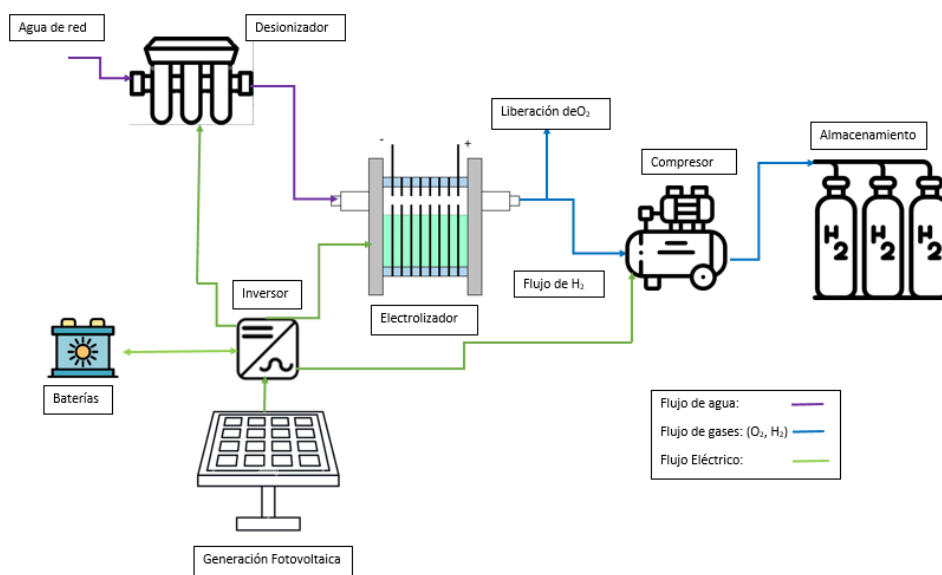 Agua de red
Desionizador
Liberación deO₂
Almacenamiento
Compresor
- +
H₂ H₂ H₂
Flujo de H₂
Inversor
Electrolizador
Baterías
Flujo de agua:
Flujo de gases: (O₂, H₂)
Flujo Eléctrico:
Generación Fotovoltaica